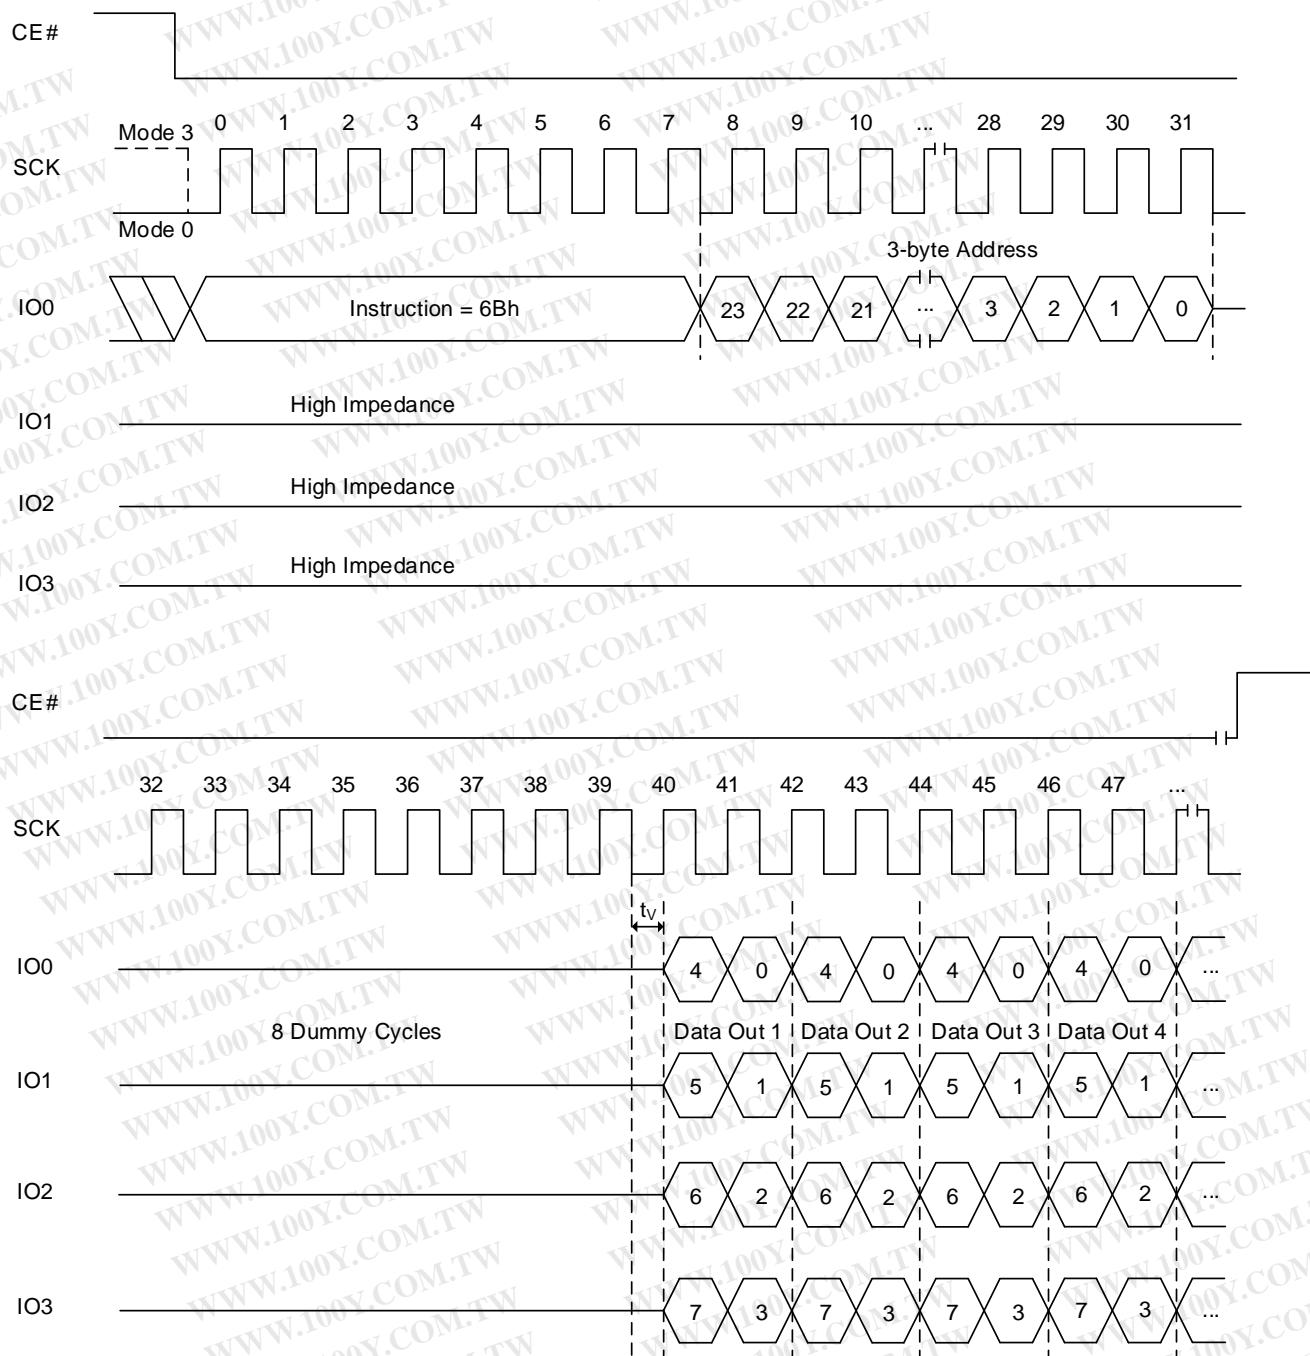 CE#
Mode 3 0 1 2 3 4 5 6 7 8 9 10 ... 28 29 30 31
SCK
Mode 0
3-byte Address
IO0 Instruction = 6Bh 23 22 21 ... 3 2 1 0
High Impedance
IO1
High Impedance
IO2
High Impedance
IO3
CE#
32 33 34 35 36 37 38 39 40 41 42 43 44 45 46 47 ...
SCK
tV
IO0 4 0 4 0 4 0 4 0 ...
8 Dummy Cycles Data Out 1 Data Out 2 Data Out 3 Data Out 4
IO1 5 1 5 1 5 1 5 1 ...
IO2 6 2 6 2 6 2 6 2 ...
IO3 7 3 7 3 7 3 7 3 ...
WWW.100Y.COM.TW